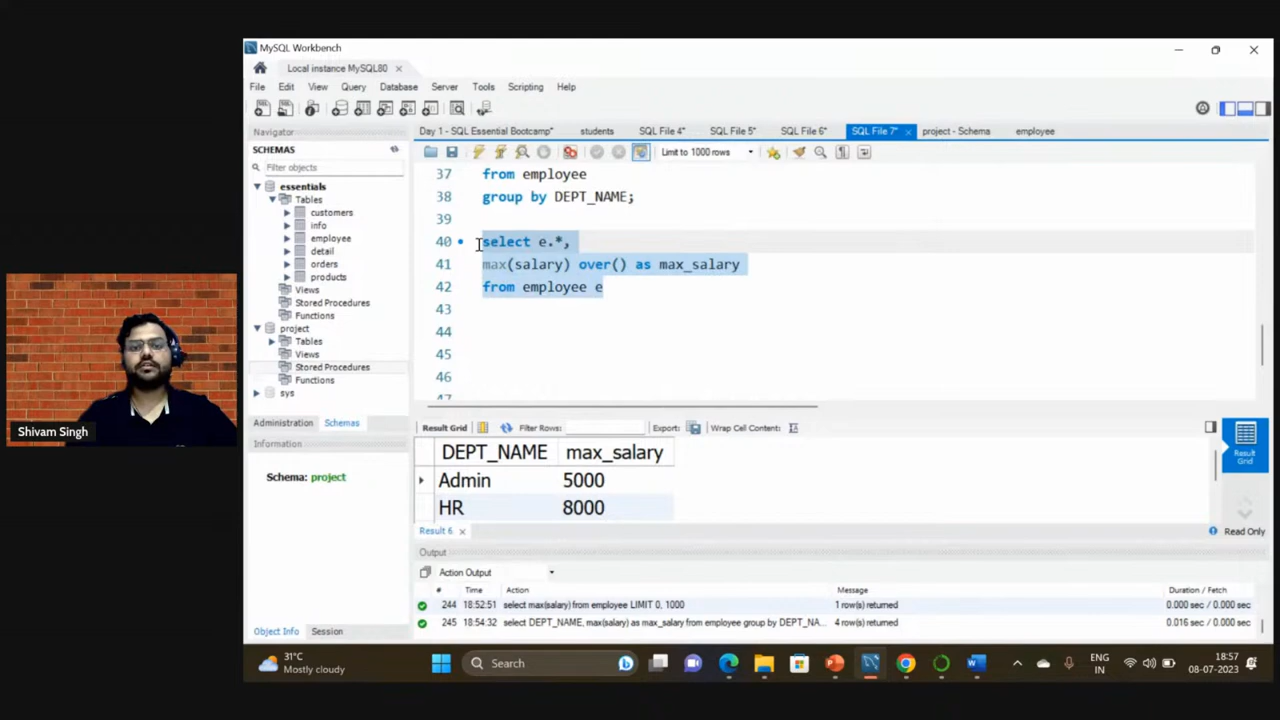 MySQL Workbench
Local instance MySQL80
File Edit View Query Database Server Tools Scripting Help
Navigator
SCHEMAS
Filter objects
essentials
Tables
customers
info
employee
detail
orders
products
Views
Stored Procedures
Functions
project
Tables
Views
Stored Procedures
Functions
sys
Administration Schemas
Information
Schema: project
Object Info Session
Day 1 - SQL Essential Bootcamp* students SQL File 4* SQL File 5* SQL File 6* SQL File 7* project - Schema employee
Limit to 1000 rows
37 from employee
38 group by DEPT_NAME;
39
40 select e.*,
41 max(salary) over() as max_salary
42 from employee e
43
44
45
46
47
Result Grid Filter Rows: Export: Wrap Cell Content:
DEPT_NAME max_salary
Admin 5000
HR 8000
Result Grid
Result 6
Read Only
Output
Action Output
# Time Action Message Duration / Fetch
244 18:52:51 select max(salary) from employee LIMIT 0, 1000 1 row(s) returned 0.000 sec / 0.000 sec
245 18:54:32 select DEPT_NAME, max(salary) as max_salary from employee group by DEPT_NA... 4 row(s) returned 0.016 sec / 0.000 sec
Shivam Singh
31°C
Mostly cloudy
Search
ENG
IN
18:57
08-07-2023